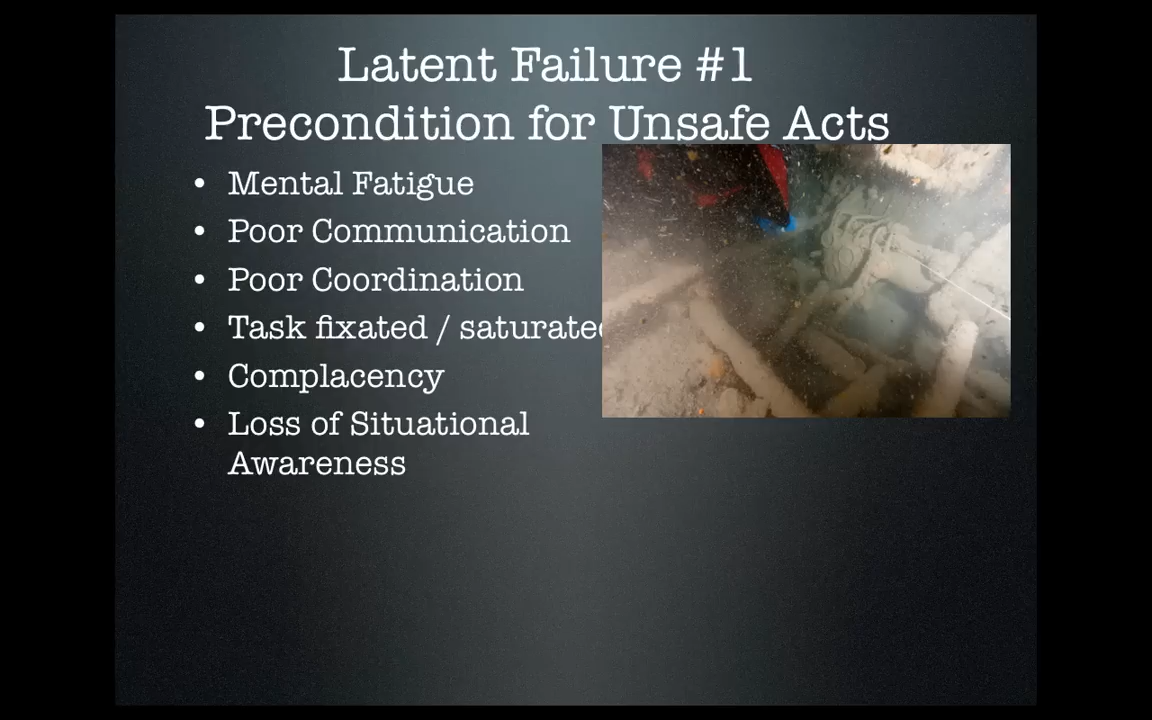 Latent Failure #1
Precondition for Unsafe Acts
• Mental Fatigue
• Poor Communication
• Poor Coordination
• Task fixated / saturated
• Complacency
• Loss of Situational
Awareness